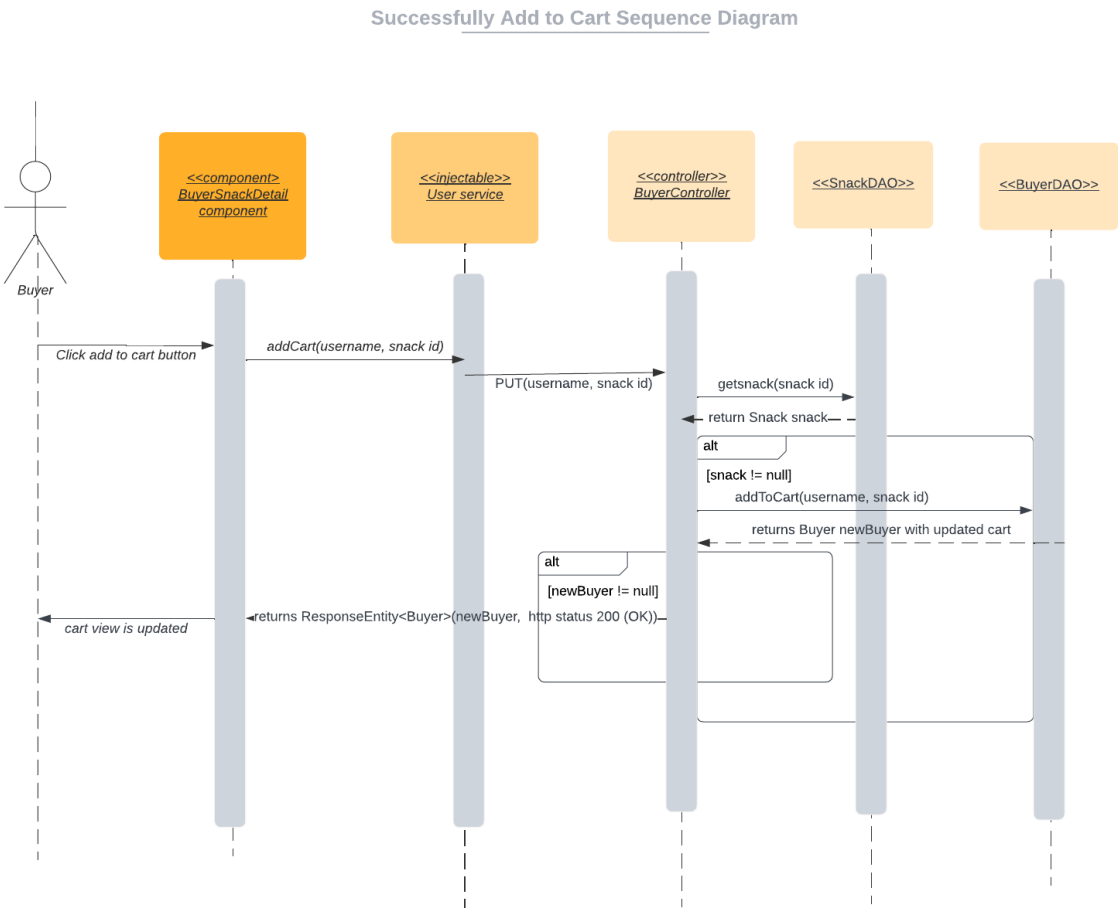 Successfully Add to Cart Sequence Diagram
<<component>
BuyerSnackDetail
component
<<injectable>>
User service
<<controller>>
BuyerController
<<SnackDAO>>
<<BuyerDAO>>
Buyer
Click add to cart button
addCart(username, snack id)
PUT(username, snack id)
getsnack(snack id)
return Snack snack
alt
[snack != null]
addToCart(username, snack id)
returns Buyer newBuyer with updated cart
alt
[newBuyer != null]
returns ResponseEntity<Buyer>(newBuyer, http status 200 (OK))
cart view is updated